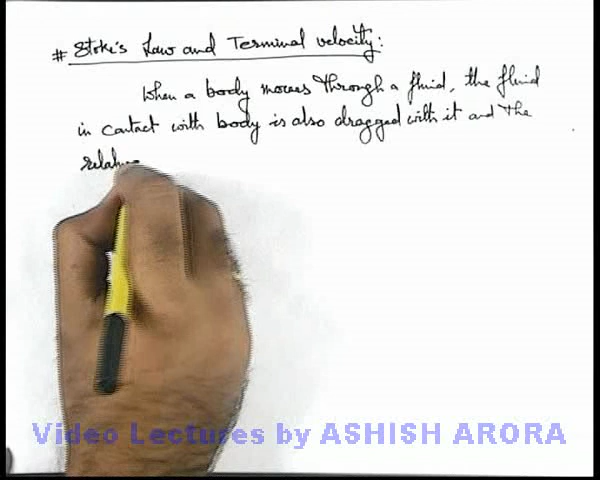 # Stoke's Law and Terminal velocity:
When a body moves through a fluid, the fluid
in contact with body is also dragged with it and the
relative
Video Lectures by ASHISH ARORA